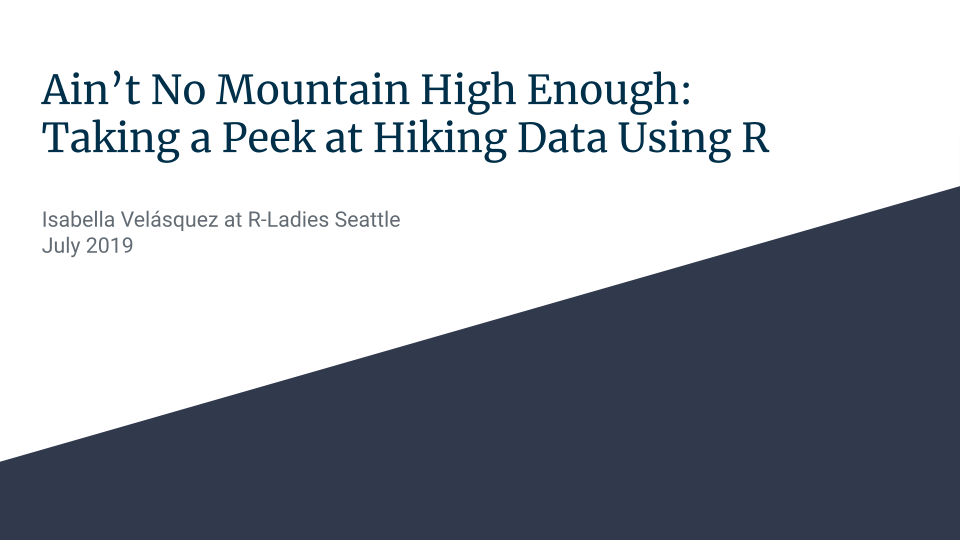 Ain’t No Mountain High Enough:
Taking a Peek at Hiking Data Using R
Isabella Velásquez at R-Ladies Seattle
July 2019